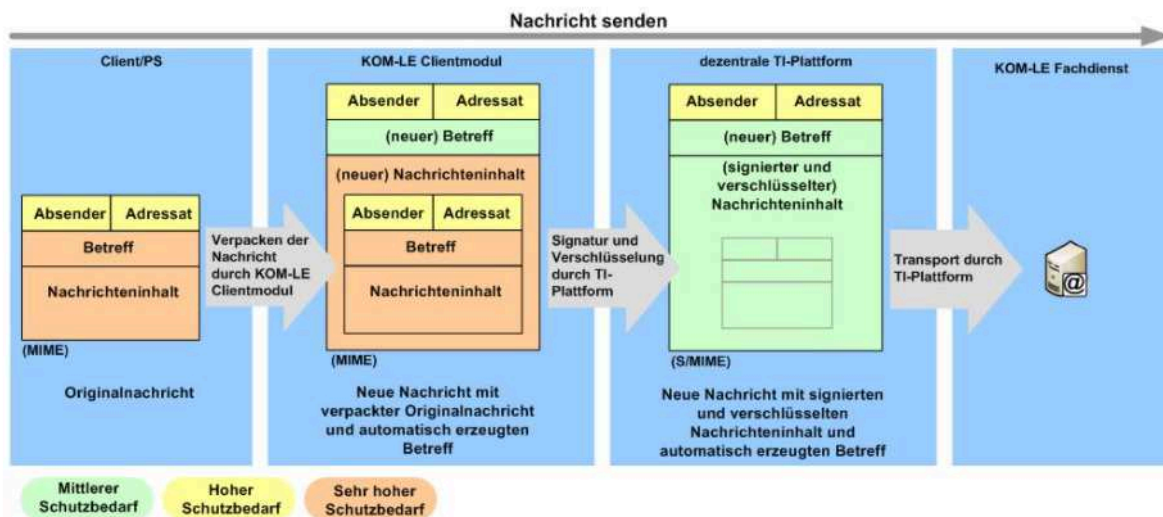 Nachricht senden
Client/PS
Absender
Adressat
Betreff
Nachrichteninhalt
(MIME)
Originalnachricht
Verpacken der
Nachricht
durch KOM-LE
Clientmodul
KOM-LE Clientmodul
Absender
Adressat
(neuer) Betreff
(neuer) Nachrichteninhalt
Absender
Adressat
Betreff
Nachrichteninhalt
(MIME)
Neue Nachricht mit
verpackter Originalnachricht
und automatisch erzeugten
Betreff
Signatur und
Verschlüsselung
durch TI-
Plattform
dezentrale TI-Plattform
Absender
Adressat
(neuer) Betreff
(signierter und
verschlüsselter)
Nachrichteninhalt
(S/MIME)
Neue Nachricht mit signierten
und verschlüsselten
Nachrichteninhalt und
automatisch erzeugten Betreff
Transport durch
TI-Plattform
KOM-LE Fachdienst
@
Mittlerer
Schutzbedarf
Hoher
Schutzbedarf
Sehr hoher
Schutzbedarf